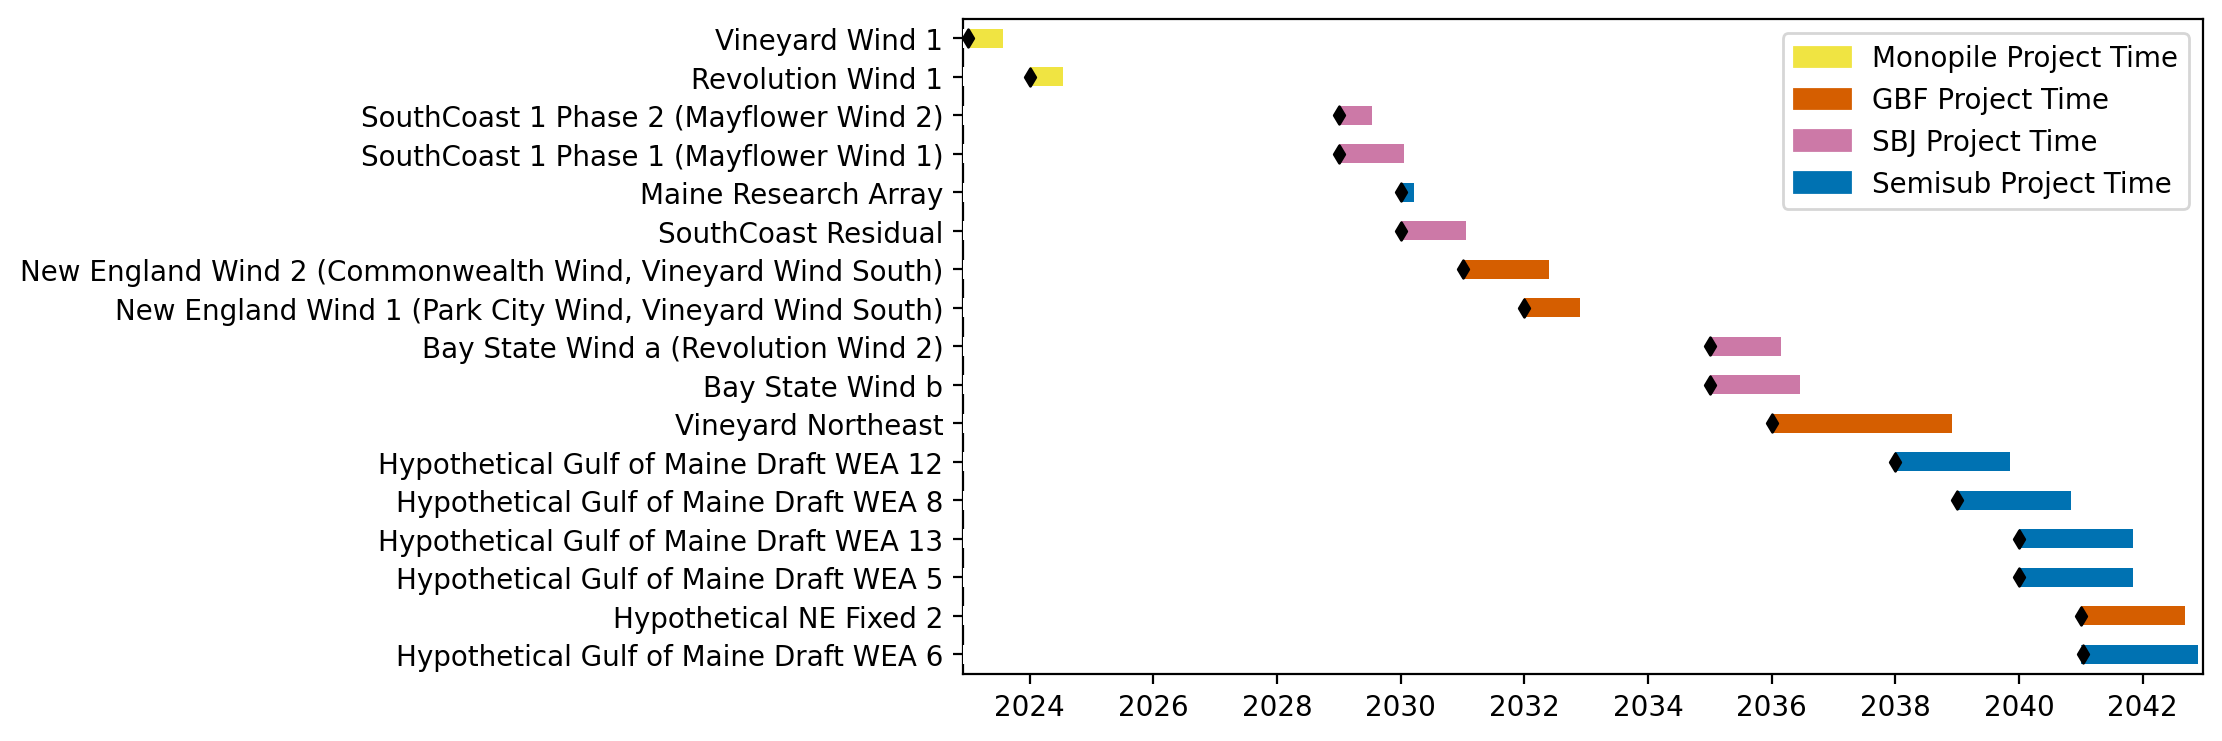 Vineyard Wind 1
Revolution Wind 1
SouthCoast 1 Phase 2 (Mayflower Wind 2)
SouthCoast 1 Phase 1 (Mayflower Wind 1)
Maine Research Array
SouthCoast Residual
New England Wind 2 (Commonwealth Wind, Vineyard Wind South)
New England Wind 1 (Park City Wind, Vineyard Wind South)
Bay State Wind a (Revolution Wind 2)
Bay State Wind b
Vineyard Northeast
Hypothetical Gulf of Maine Draft WEA 12
Hypothetical Gulf of Maine Draft WEA 8
Hypothetical Gulf of Maine Draft WEA 13
Hypothetical Gulf of Maine Draft WEA 5
Hypothetical NE Fixed 2
Hypothetical Gulf of Maine Draft WEA 6
Monopile Project Time
GBF Project Time
SBJ Project Time
Semisub Project Time
2024 2026 2028 2030 2032 2034 2036 2038 2040 2042